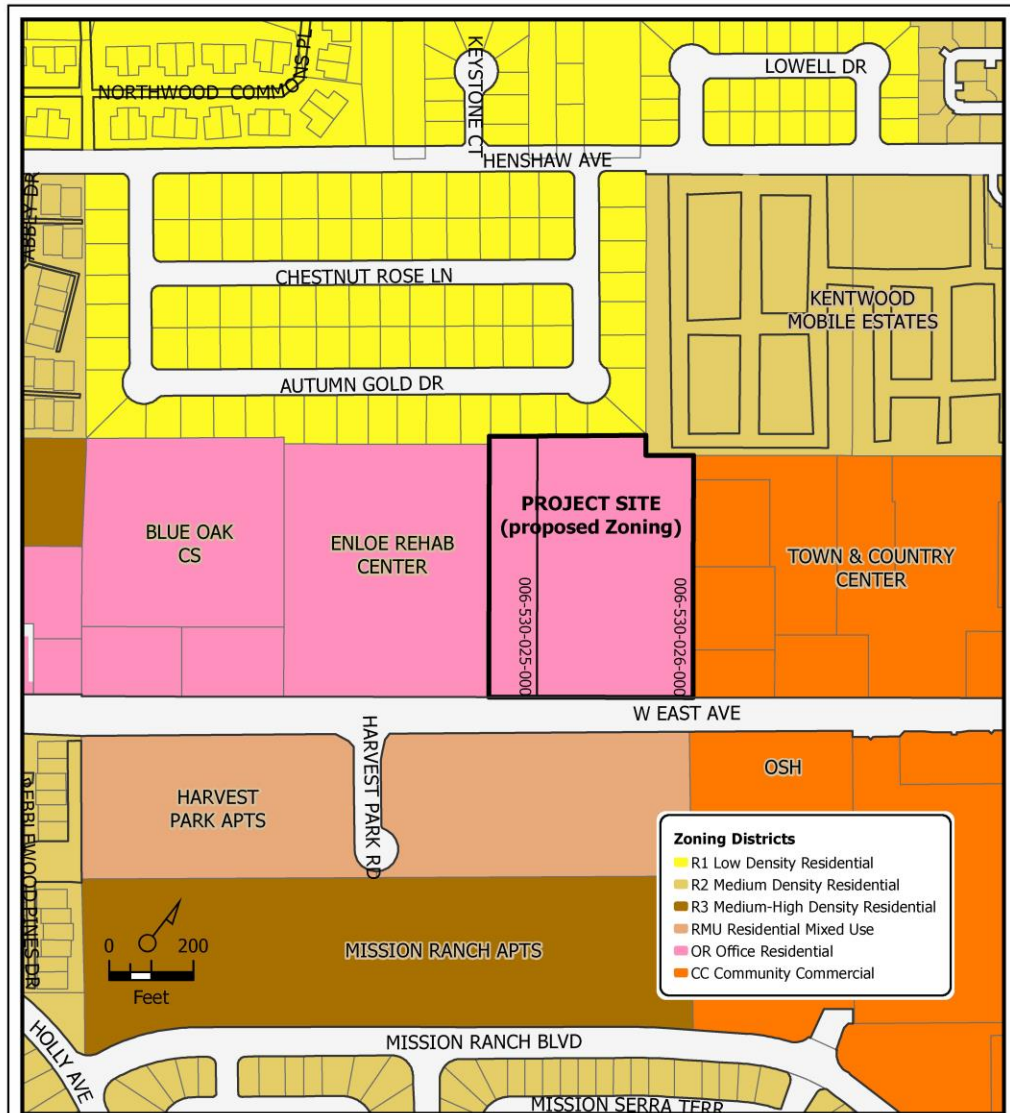 NORTHWOOD COMMONS PL
KEYSTONE CT
LOWELL DR
HENSHAW AVE
ABBEY DR
CHESTNUT ROSE LN
KENTWOOD
MOBILE ESTATES
AUTUMN GOLD DR
PROJECT SITE
(proposed Zoning)
BLUE OAK
CS
ENLOE REHAB
CENTER
TOWN & COUNTRY
CENTER
006-530-025-000
006-530-026-000
W EAST AVE
HARVEST PARK RD
OSH
HARVEST
PARK APTS
PEBBLEWOOD PINES DR
Zoning Districts
R1 Low Density Residential
R2 Medium Density Residential
R3 Medium-High Density Residential
RMU Residential Mixed Use
OR Office Residential
CC Community Commercial
0 200
Feet
MISSION RANCH APTS
HOLLY AVE
MISSION RANCH BLVD
MISSION SERRA TERR